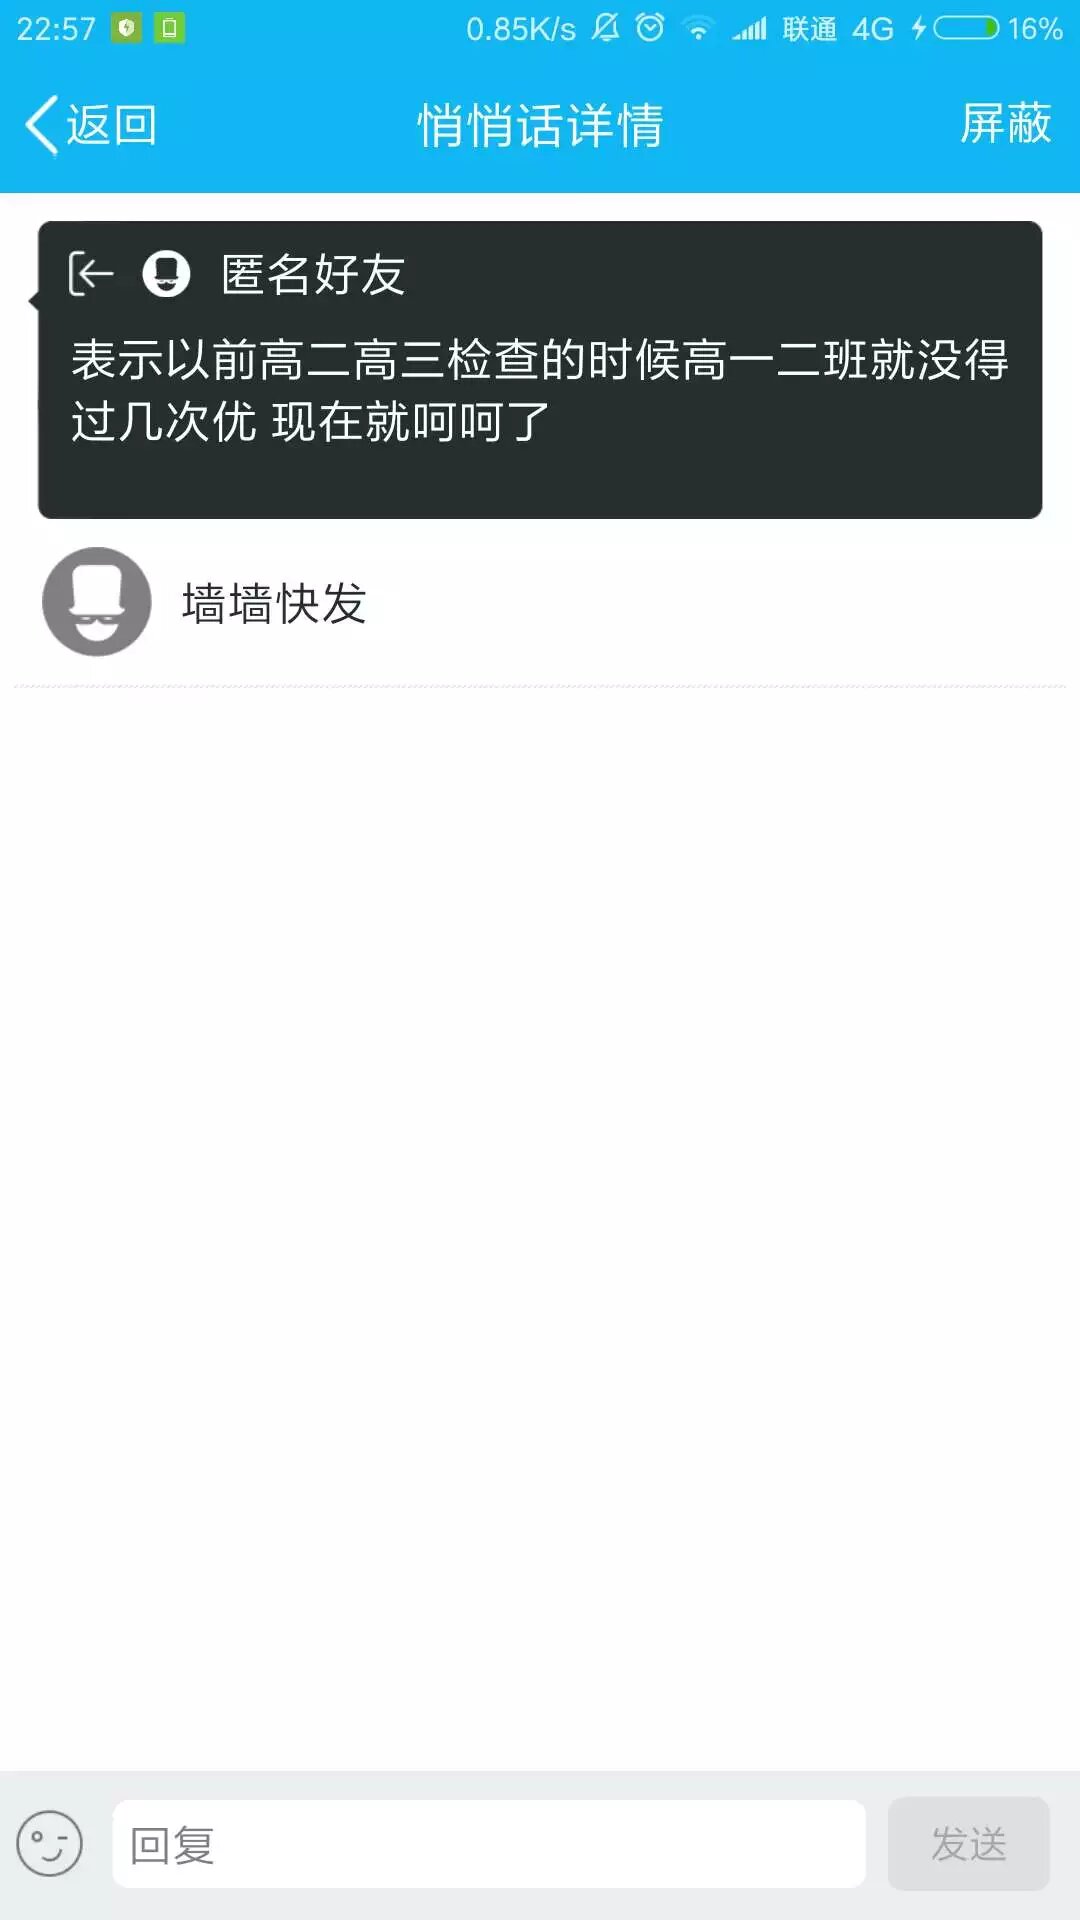 22:57 0.85K/s 联通 4G 16%
返回 悄悄话详情 屏蔽
匿名好友
表示以前高二高三检查的时候高一二班就没得
过几次优 现在就呵呵了
墙墙快发
回复 发送